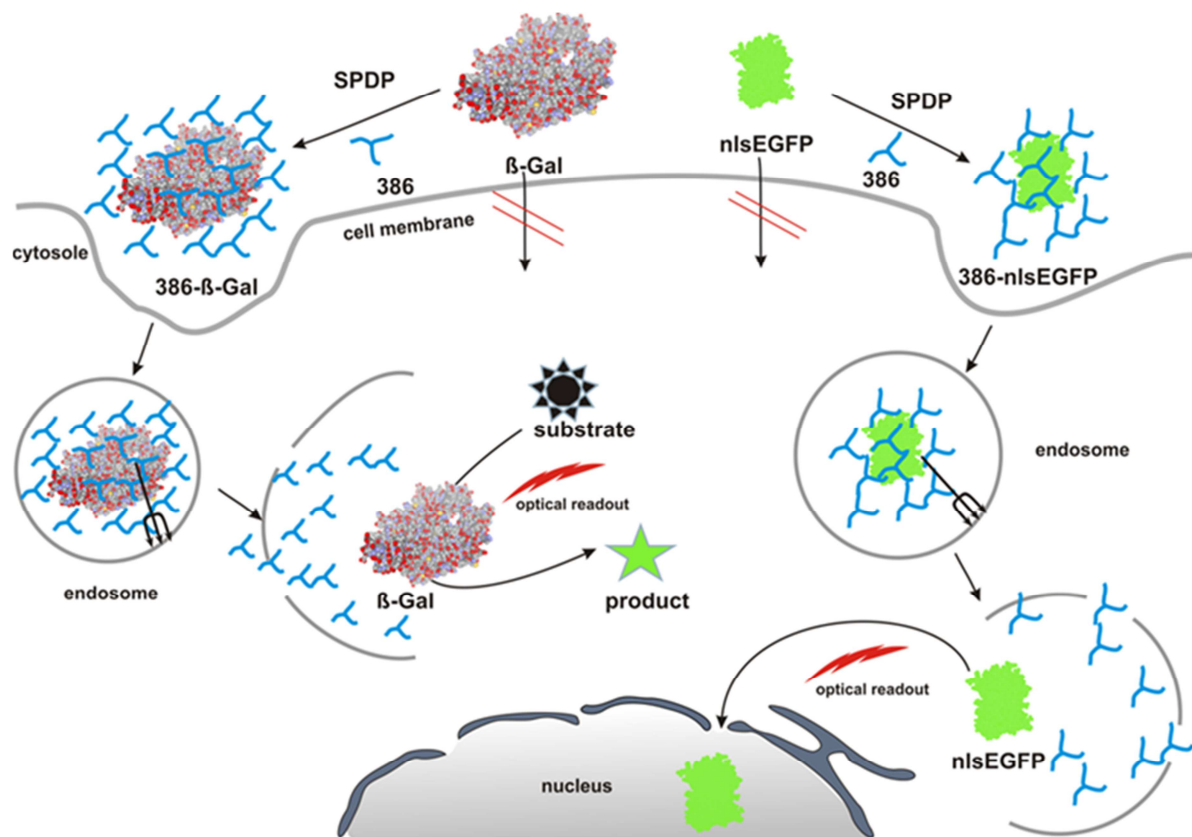 SPDP
386
ß-Gal
nlsEGFP
SPDP
386
cell membrane
cytosole
386-ß-Gal
386-nlsEGFP
substrate
optical readout
endosome
endosome
ß-Gal
product
optical readout
nlsEGFP
nucleus